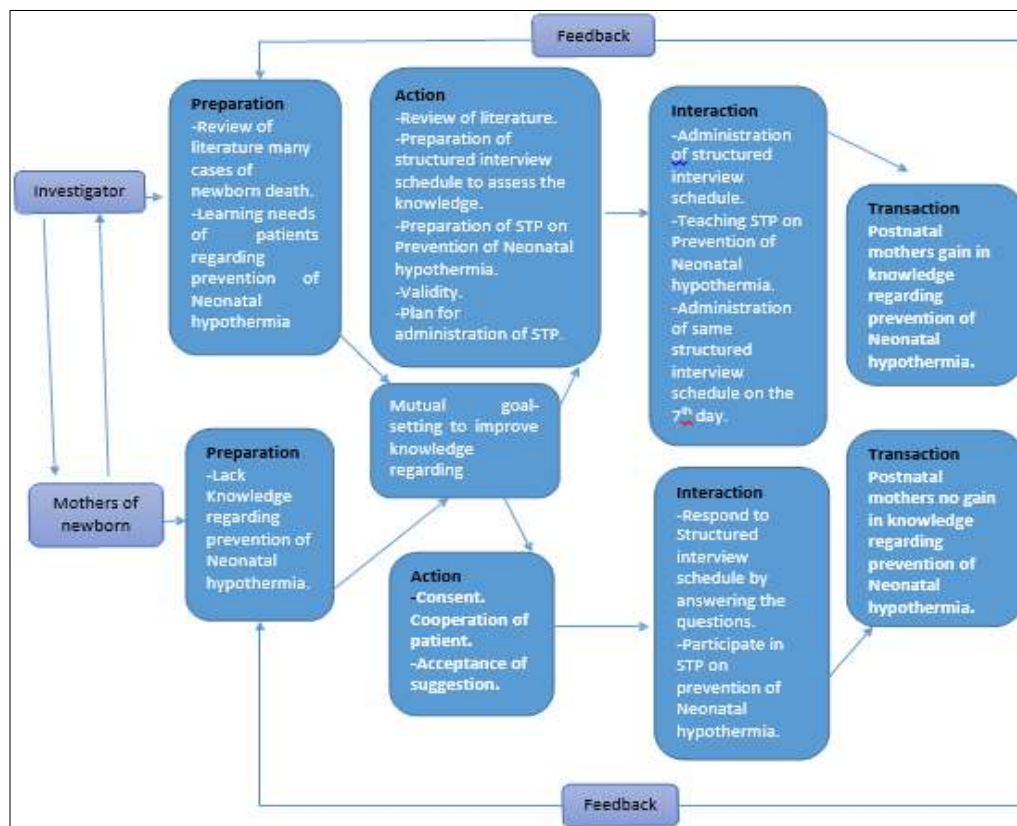 Feedback
Preparation
-Review of
literature many
cases of
newborn death.
-Learning needs
of patients
regarding
prevention of
Neonatal
hypothermia
Action
-Review of literature.
-Preparation of
structured interview
schedule to assess the
knowledge.
-Preparation of STP on
Prevention of Neonatal
hypothermia.
-Validity.
-Plan for
administration of STP.
Interaction
-Administration
of structured
interview
schedule.
-Teaching STP on
Prevention of
Neonatal
hypothermia.
-Administration
of same
structured
interview
schedule on the
7th day.
Transaction
Postnatal
mothers gain in
knowledge
regarding
prevention of
Neonatal
hypothermia.
Investigator
Mutual goal-
setting to improve
knowledge
regarding
Mothers of
newborn
Preparation
-Lack
Knowledge
regarding
prevention of
Neonatal
hypothermia.
Action
-Consent.
Cooperation of
patient.
-Acceptance of
suggestion.
Interaction
-Respond to
Structured
interview
schedule by
answering the
questions.
-Participate in
STP on
prevention of
Neonatal
hypothermia.
Transaction
Postnatal
mothers no gain
in knowledge
regarding
prevention of
Neonatal
hypothermia.
Feedback